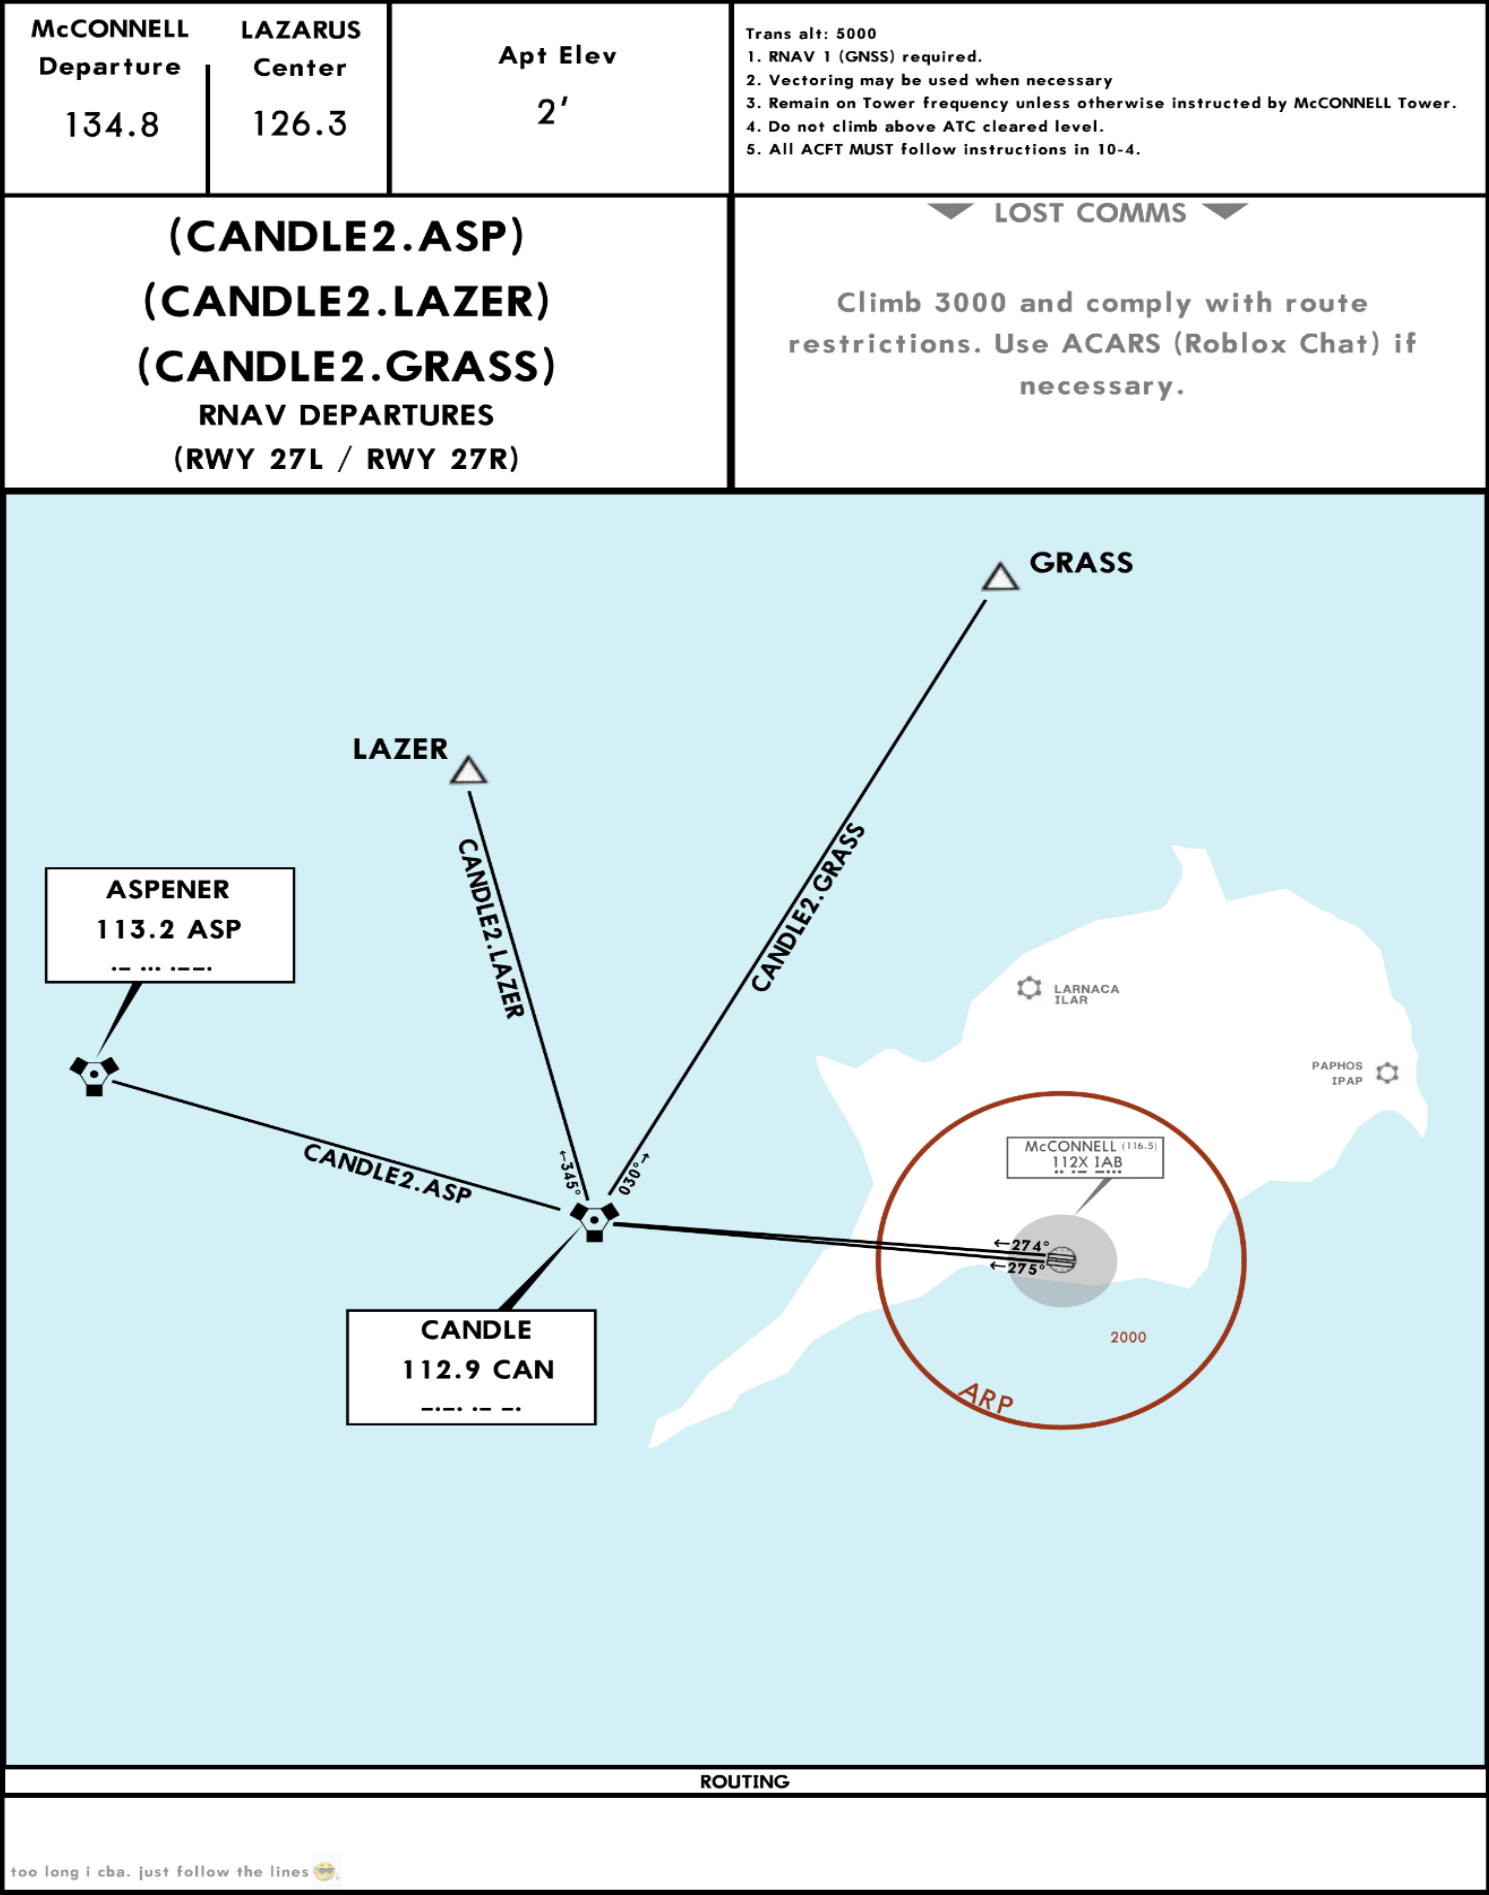 McCONNELL
Departure
134.8
LAZARUS
Center
126.3
Apt Elev
2′
Trans alt: 5000
1. RNAV 1 (GNSS) required.
2. Vectoring may be used when necessary
3. Remain on Tower frequency unless otherwise instructed by McCONNELL Tower.
4. Do not climb above ATC cleared level.
5. All ACFT MUST follow instructions in 10-4.
(CANDLE2.ASP)
(CANDLE2.LAZER)
(CANDLE2.GRASS)
RNAV DEPARTURES
(RWY 27L / RWY 27R)
LOST COMMS
Climb 3000 and comply with route
restrictions. Use ACARS (Roblox Chat) if
necessary.
GRASS
LAZER
CANDLE2.GRASS
CANDLE2.LAZER
ASPENER
113.2 ASP
.- ... .--.
LARNACA
ILAR
PAPHOS
IPAP
CANDLE2.ASP
←345°
030°→
McCONNELL (116.5)
112X IAB
.. .- -...
←274°
←275°
CANDLE
112.9 CAN
-.-. .- -.
2000
ARP
ROUTING
too long i cba. just follow the lines 😎.